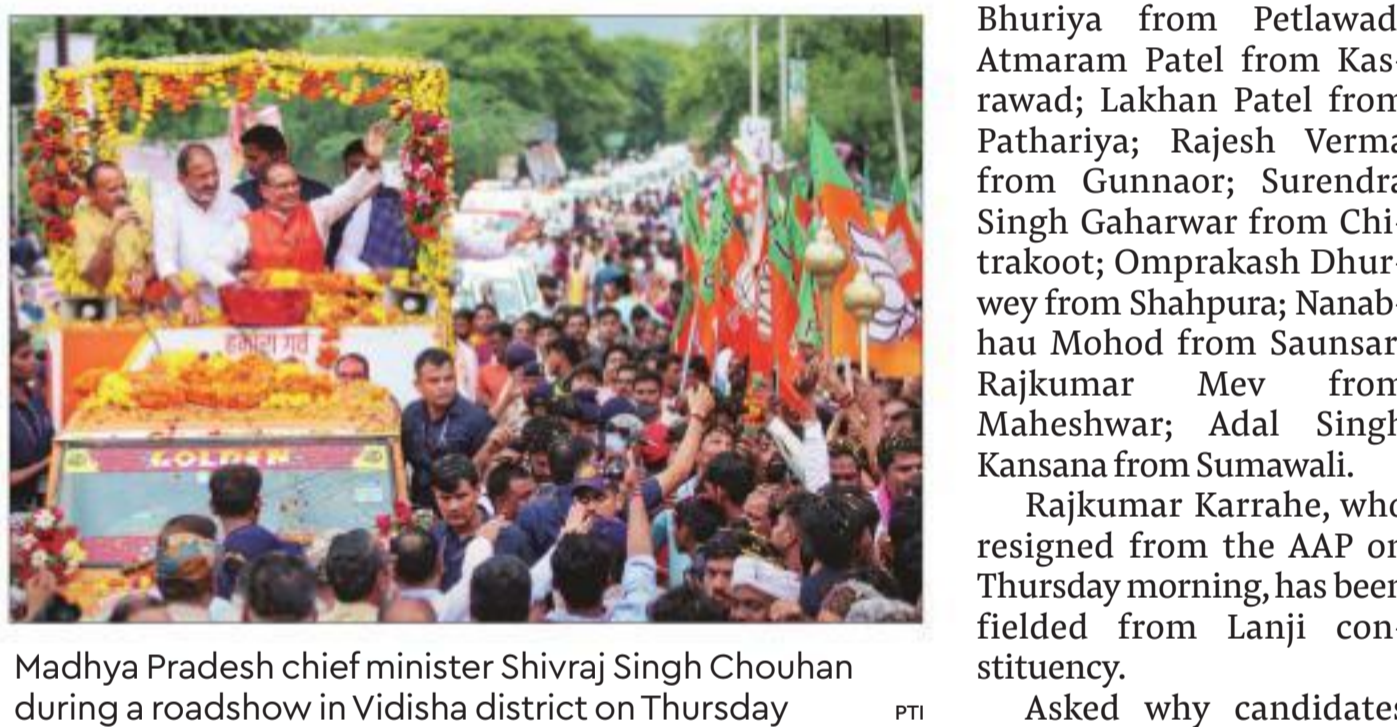 हमारा गर्व
GOLDEN
Madhya Pradesh chief minister Shivraj Singh Chouhan
during a roadshow in Vidisha district on Thursday
PTI
Bhuriya from Petlawad
Atmaram Patel from Kas-
rawad; Lakhan Patel from
Pathariya; Rajesh Verma
from Gunnaor; Surendra
Singh Gaharwar from Chi-
trakoot; Omprakash Dhur-
wey from Shahpura; Nanab-
hau Mohod from Saunsar
Rajkumar Mev from
Maheshwar; Adal Singh
Kansana from Sumawali.
Rajkumar Karrahe, who
resigned from the AAP on
Thursday morning, has been
fielded from Lanji con-
stituency.
Asked why candidates